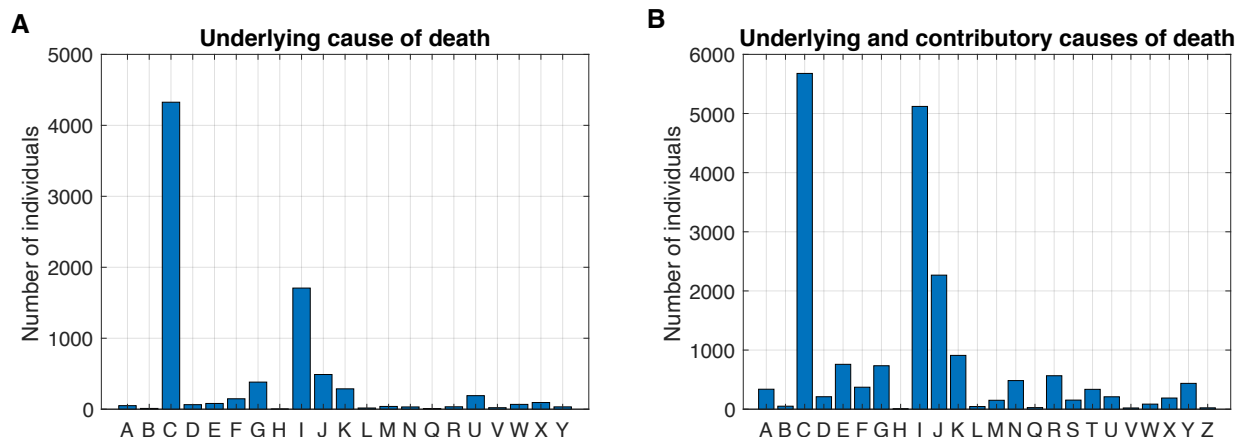 A
Underlying cause of death
5000
4000
3000
2000
1000
0
Number of individuals
A B C D E F G H I J K L M N Q R U V W X Y
B
Underlying and contributory causes of death
6000
5000
4000
3000
2000
1000
0
Number of individuals
A B C D E F G H I J K L M N Q R S T U V W X Y Z